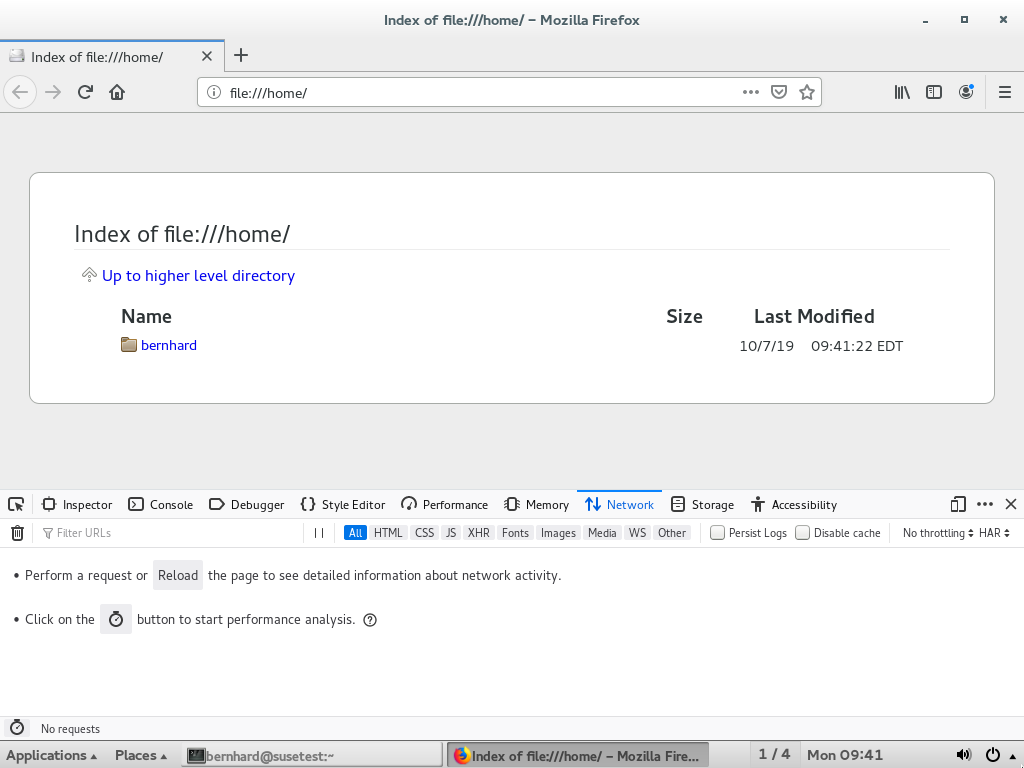 Index of file:///home/ – Mozilla Firefox
Index of file:///home/
file:///home/
Index of file:///home/
Up to higher level directory
Name Size Last Modified
bernhard 10/7/19 09:41:22 EDT
Inspector Console Debugger Style Editor Performance Memory Network Storage Accessibility
Filter URLs All HTML CSS JS XHR Fonts Images Media WS Other Persist Logs Disable cache No throttling HAR
• Perform a request or Reload the page to see detailed information about network activity.
• Click on the button to start performance analysis.
No requests
Applications Places bernhard@susetest:~ Index of file:///home/ – Mozilla Fire... 1 / 4 Mon 09:41